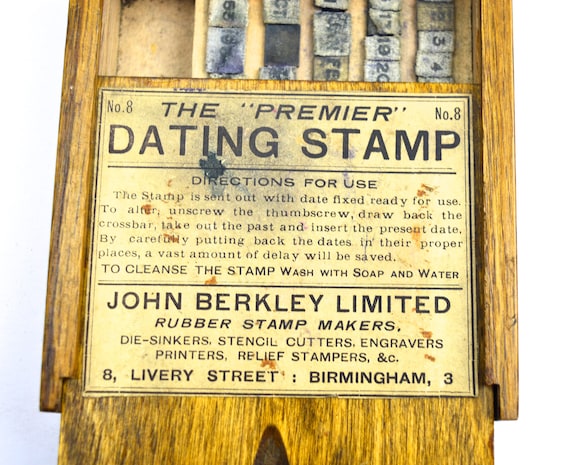 No.8 THE "PREMIER" No.8
DATING STAMP
DIRECTIONS FOR USE
The Stamp is sent out with date fixed ready for use.
To alter, unscrew the thumbscrew, draw back the
crossbar, take out the past and insert the present date.
By carefully putting back the dates in their proper
places, a vast amount of delay will be saved.
TO CLEANSE THE STAMP WASH WITH SOAP AND WATER
JOHN BERKLEY LIMITED
RUBBER STAMP MAKERS,
DIE-SINKERS, STENCIL CUTTERS, ENGRAVERS
PRINTERS, RELIEF STAMPERS, &c.
8, LIVERY STREET : BIRMINGHAM, 3